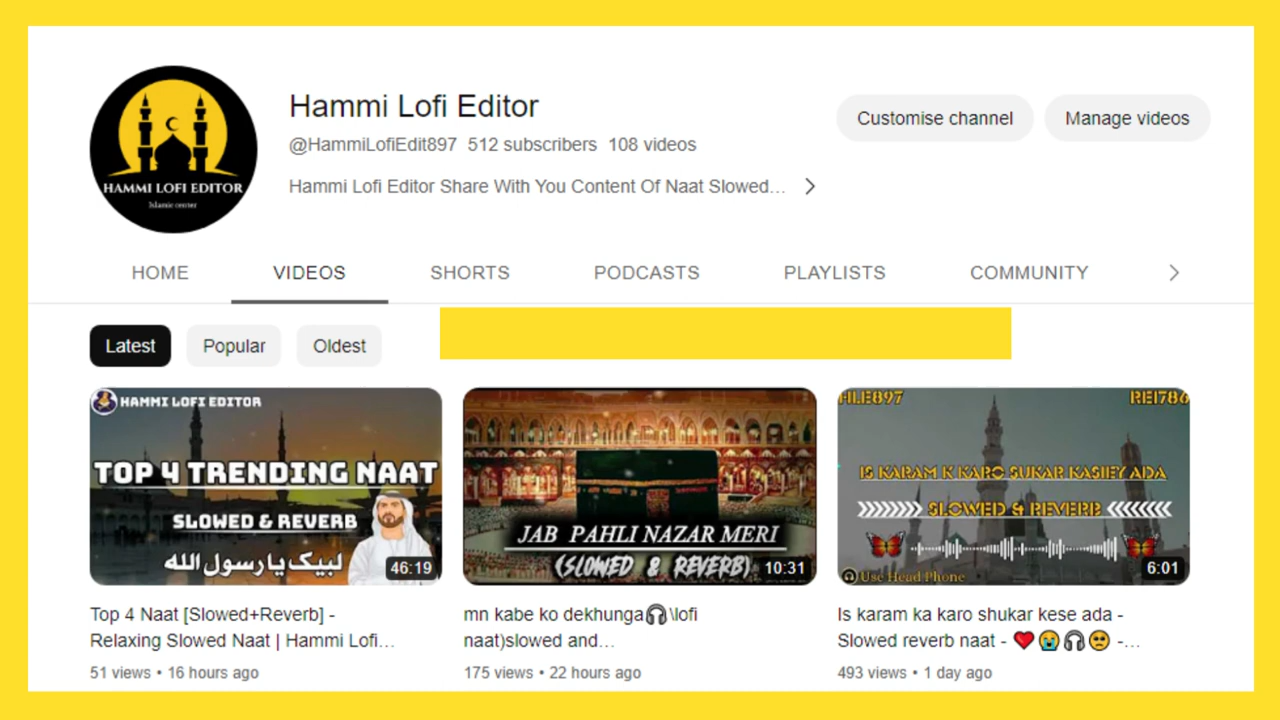 Hammi Lofi Editor
@HammiLofiEdit897 512 subscribers 108 videos
Hammi Lofi Editor Share With You Content Of Naat Slowed...
Customise channel
Manage videos
HAMMI LOFI EDITOR
Islamic center
HOME
VIDEOS
SHORTS
PODCASTS
PLAYLISTS
COMMUNITY
Latest
Popular
Oldest
HAMMI LOFI EDITOR
TOP 4 TRENDING NAAT
SLOWED & REVERB
لبیک یا رسول الله
46:19
JAB PAHLI NAZAR MERI
(SLOWED & REVERB)
10:31
REI786
IS KARAM K KARO SUKAR KASIEY ADA
SLOWED & REVERB
Use Head Phone
6:01
Top 4 Naat [Slowed+Reverb] -
Relaxing Slowed Naat | Hammi Lofi...
51 views • 16 hours ago
mn kabe ko dekhunga🎧\lofi
naat)slowed and...
175 views • 22 hours ago
Is karam ka karo shukar kese ada -
Slowed reverb naat - ❤️😭🎧🥺 -...
493 views • 1 day ago